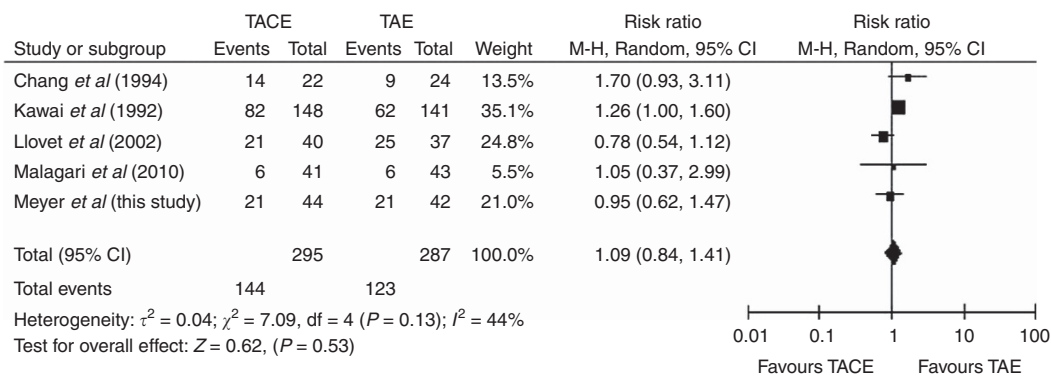 TACE TAE Risk ratio Risk ratio
Study or subgroup Events Total Events Total Weight M-H, Random, 95% CI M-H, Random, 95% CI
Chang et al (1994) 14 22 9 24 13.5% 1.70 (0.93, 3.11)
Kawai et al (1992) 82 148 62 141 35.1% 1.26 (1.00, 1.60)
Llovet et al (2002) 21 40 25 37 24.8% 0.78 (0.54, 1.12)
Malagari et al (2010) 6 41 6 43 5.5% 1.05 (0.37, 2.99)
Meyer et al (this study) 21 44 21 42 21.0% 0.95 (0.62, 1.47)
Total (95% CI) 295 287 100.0% 1.09 (0.84, 1.41)
Total events 144 123
Heterogeneity: τ² = 0.04; χ² = 7.09, df = 4 (P = 0.13); I² = 44%
Test for overall effect: Z = 0.62, (P = 0.53)
0.01 0.1 1 10 100
Favours TACE Favours TAE